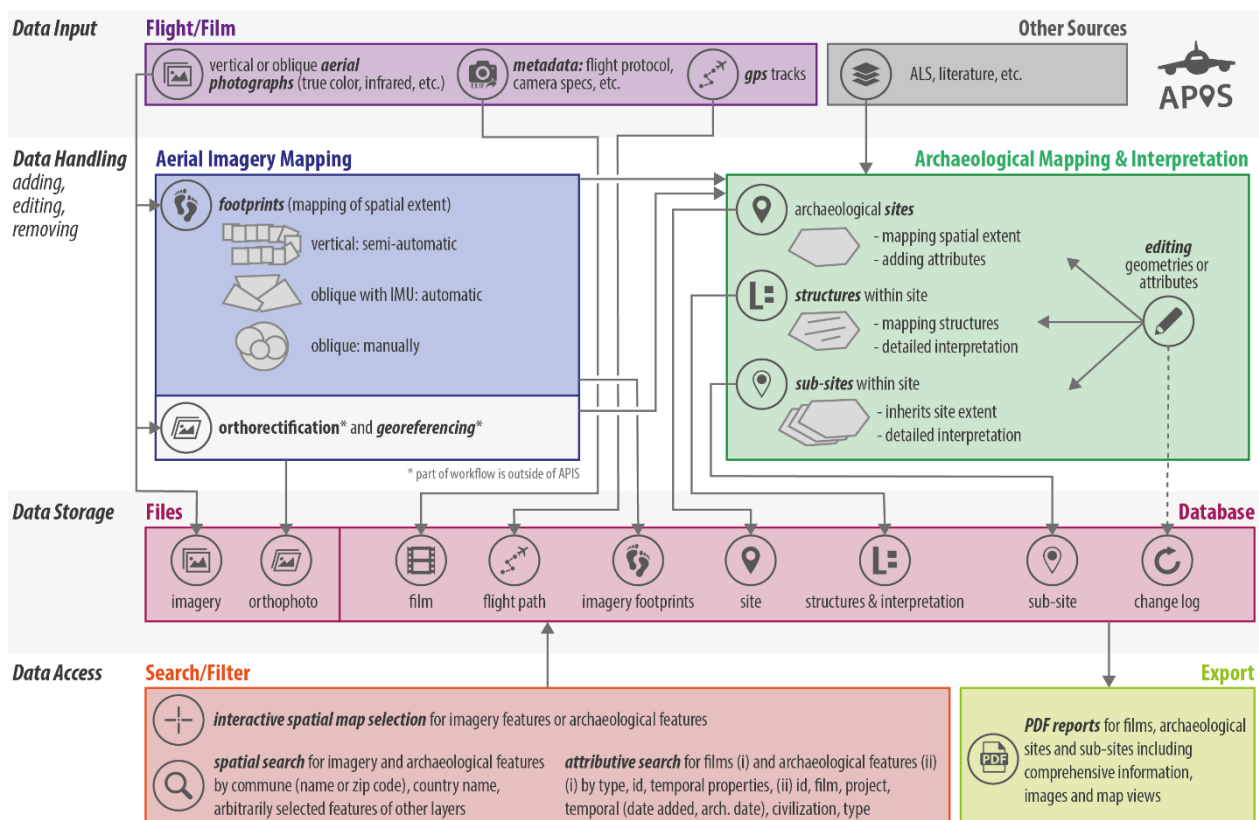 Data Input
Flight/Film
vertical or oblique aerial
photographs (true color, infrared, etc.)
EXIF
metadata: flight protocol,
camera specs, etc.
gps tracks
Other Sources
ALS, literature, etc.
APIS
Data Handling
adding,
editing,
removing
Aerial Imagery Mapping
footprints (mapping of spatial extent)
vertical: semi-automatic
oblique with IMU: automatic
oblique: manually
orthorectification* and georeferencing*
* part of workflow is outside of APIS
Archaeological Mapping & Interpretation
archaeological sites
- mapping spatial extent
- adding attributes
structures within site
- mapping structures
- detailed interpretation
sub-sites within site
- inherits site extent
- detailed interpretation
editing
geometries or
attributes
Data Storage
Files
Database
imagery
orthophoto
film
flight path
imagery footprints
site
structures & interpretation
sub-site
change log
Data Access
Search/Filter
interactive spatial map selection for imagery features or archaeological features
spatial search for imagery and archaeological features
by commune (name or zip code), country name,
arbitrarily selected features of other layers
attributive search for films (i) and archaeological features (ii)
(i) by type, id, temporal properties, (ii) id, film, project,
temporal (date added, arch. date), civilization, type
Export
PDF
PDF reports for films, archaeological
sites and sub-sites including
comprehensive information,
images and map views